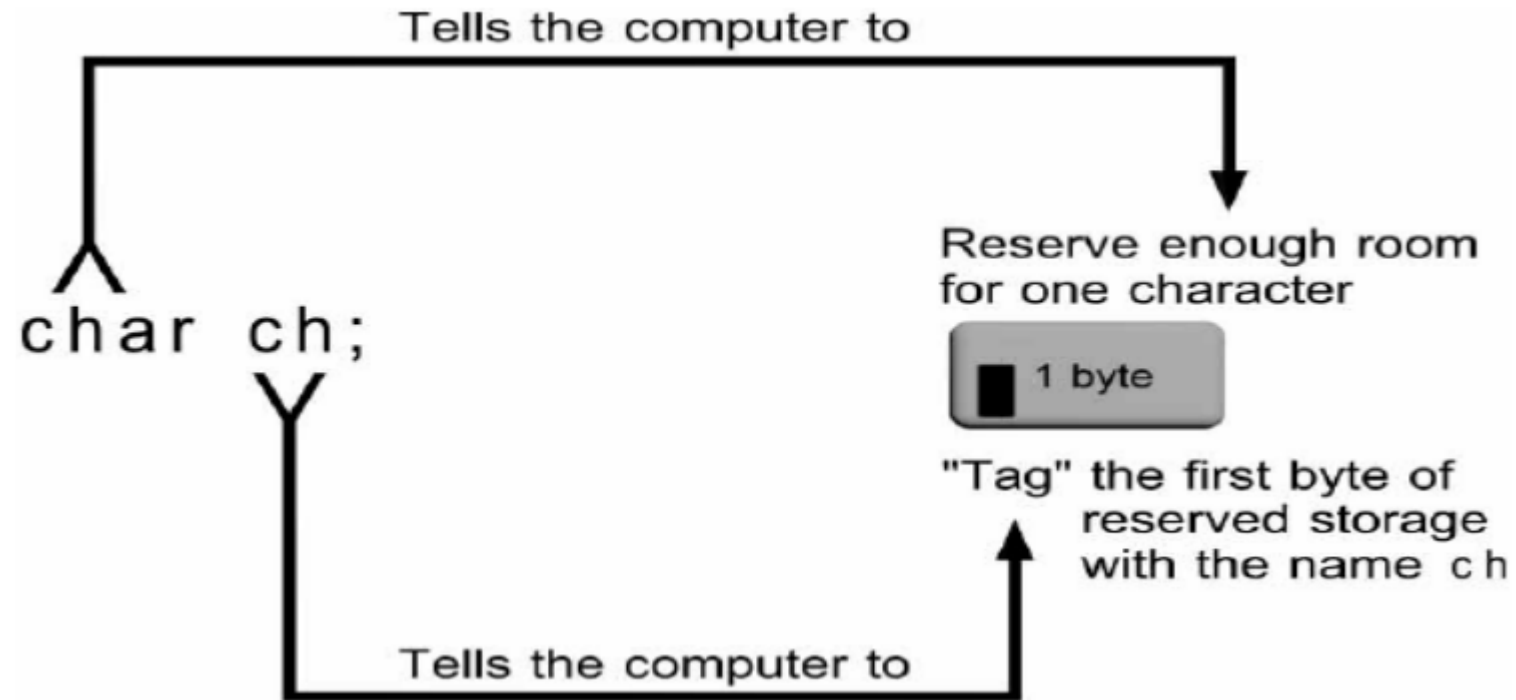 Tells the computer to
Reserve enough room
for one character
char ch;
1 byte
"Tag" the first byte of
reserved storage
with the name ch
Tells the computer to